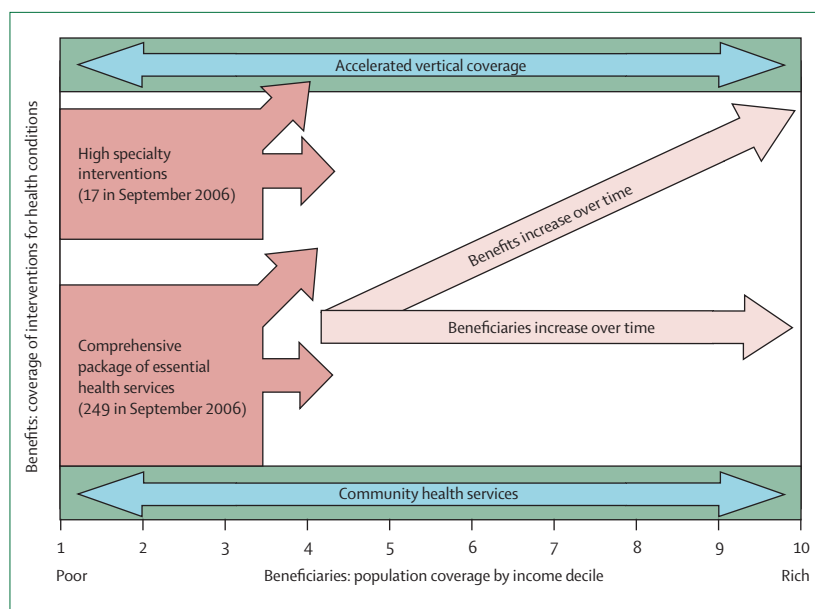 Accelerated vertical coverage
High specialty
interventions
(17 in September 2006)
Benefits increase over time
Beneficiaries increase over time
Comprehensive
package of essential
health services
(249 in September 2006)
Community health services
Benefits: coverage of interventions for health conditions
1 2 3 4 5 6 7 8 9 10
Poor Beneficiaries: population coverage by income decile Rich